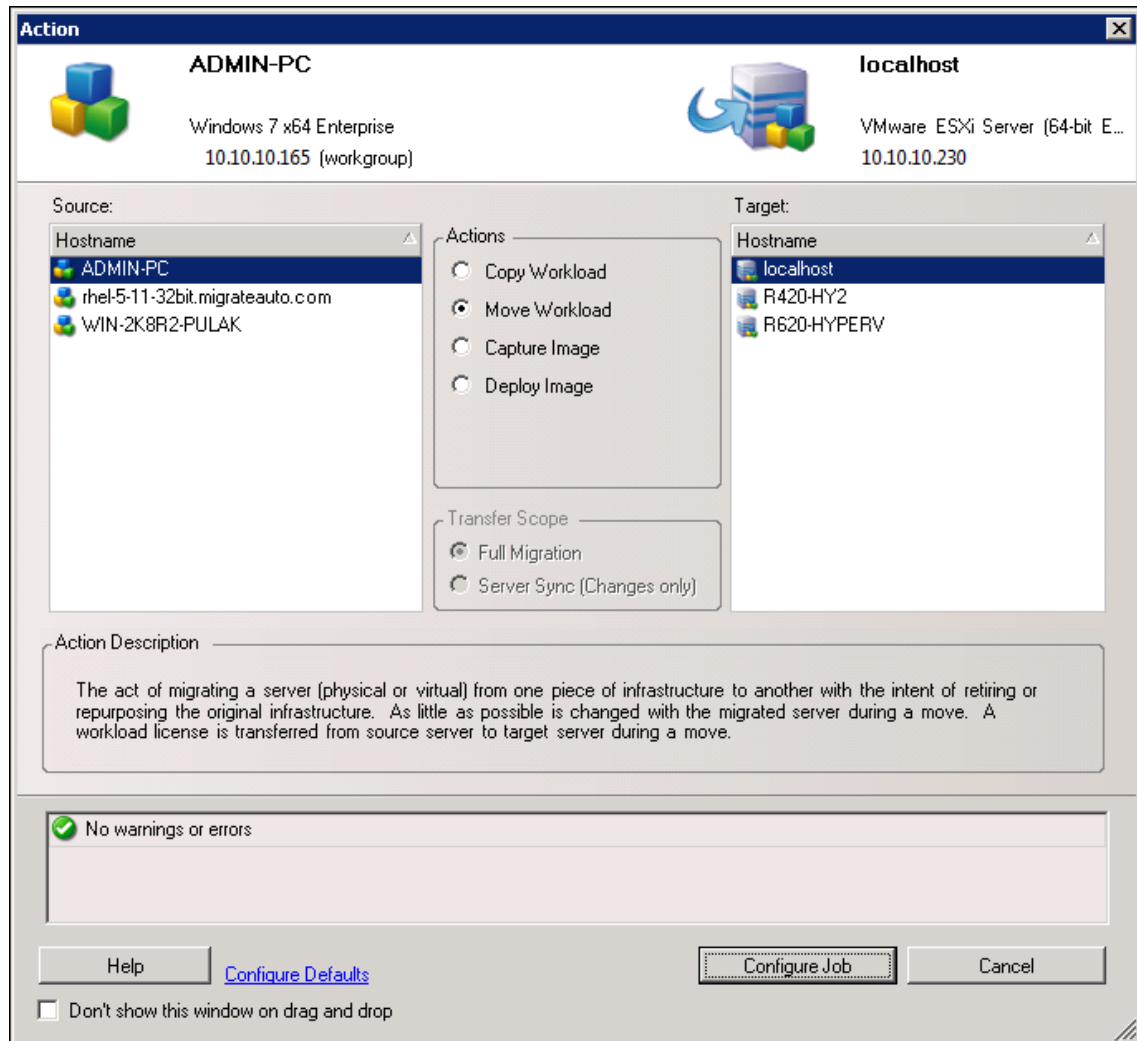 Action
ADMIN-PC
Windows 7 x64 Enterprise
10.10.10.165 (workgroup)
localhost
VMware ESXi Server (64-bit E...
10.10.10.230
Source:
Hostname
ADMIN-PC
rhel-5-11-32bit.migrateauto.com
WIN-2K8R2-PULAK
Actions
Copy Workload
Move Workload
Capture Image
Deploy Image
Transfer Scope
Full Migration
Server Sync (Changes only)
Target:
Hostname
localhost
R420-HY2
R620-HYPERV
Action Description
The act of migrating a server (physical or virtual) from one piece of infrastructure to another with the intent of retiring or
repurposing the original infrastructure. As little as possible is changed with the migrated server during a move. A
workload license is transferred from source server to target server during a move.
No warnings or errors
Help
Configure Defaults
Configure Job
Cancel
Don't show this window on drag and drop